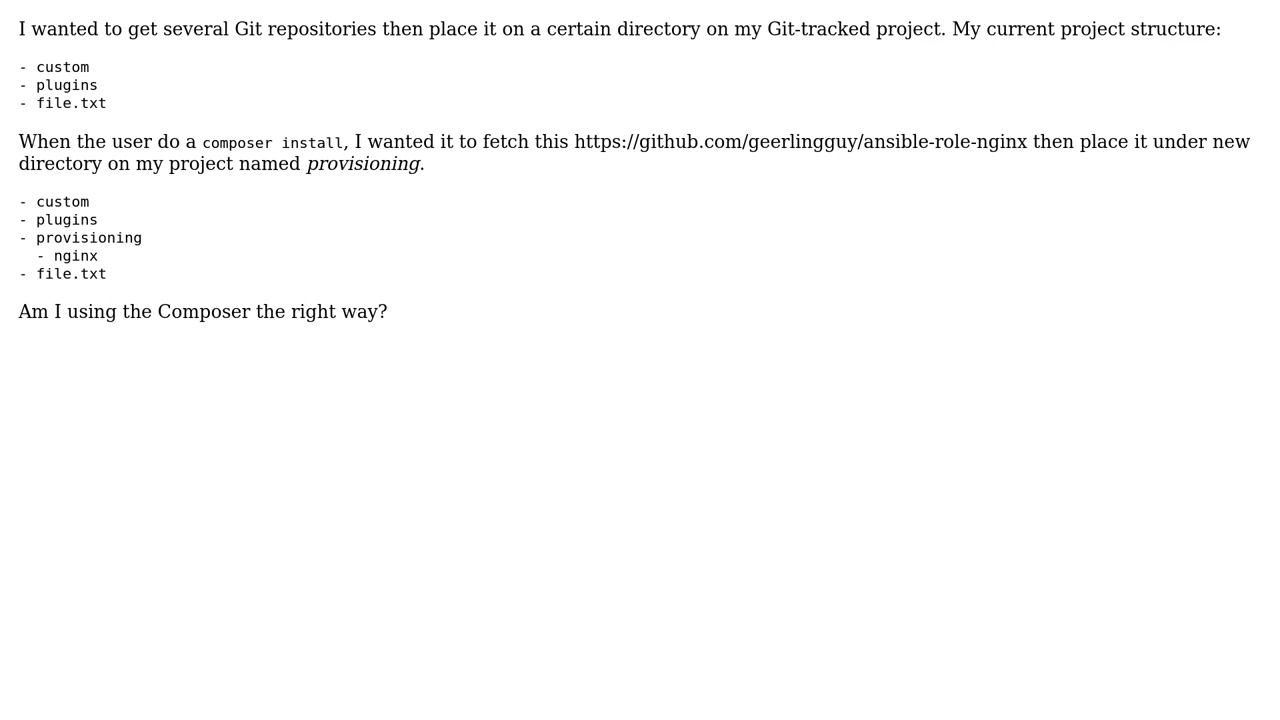 I wanted to get several Git repositories then place it on a certain directory on my Git-tracked project. My current project structure:
- custom
- plugins
- file.txt
When the user do a composer install, I wanted it to fetch this https://github.com/geerlingguy/ansible-role-nginx then place it under new
directory on my project named provisioning.
- custom
- plugins
- provisioning
  - nginx
- file.txt
Am I using the Composer the right way?